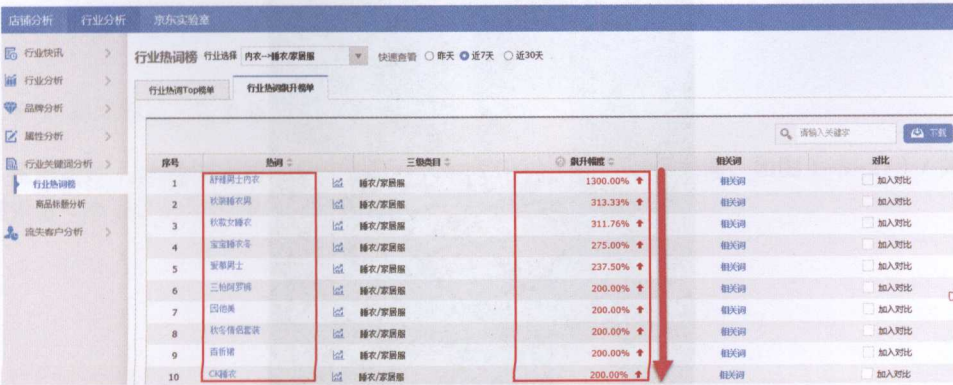 店铺分析 行业分析 京东实验室
行业快讯
行业分析
品牌分析
属性分析
行业关键词分析
行业热词榜
商品标题分析
流失客户分析
行业热词榜 行业选择 内衣-->睡衣/家居服 快速查看 昨天 近7天 近30天
行业热词Top榜单 行业热词飙升榜单
请输入关键字 下载
序号 热词 三级类目 飙升幅度 相关词 对比
1 舒雅男士内衣 睡衣/家居服 1300.00% 相关词 加入对比
2 睡衣男 睡衣/家居服 313.33% 相关词 加入对比
3 女睡衣 睡衣/家居服 311.76% 相关词 加入对比
4 宝宝睡衣冬 睡衣/家居服 275.00% 相关词 加入对比
5 爱慕男士 睡衣/家居服 237.50% 相关词 加入对比
6 睡衣/家居服 200.00% 相关词 加入对比
7 茵他美 睡衣/家居服 200.00% 相关词 加入对比
8 秋冬情侣套装 睡衣/家居服 200.00% 相关词 加入对比
9 百折裙 睡衣/家居服 200.00% 相关词 加入对比
10 CK睡衣 睡衣/家居服 200.00% 相关词 加入对比